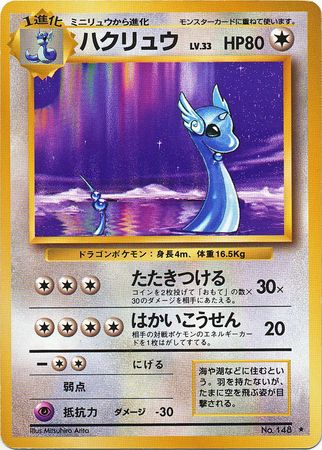 1進化
ミニリュウから進化
モンスターカードに重ねて使います。
ハクリュウ LV.33 HP80
ドラゴンポケモン：身長4m、体重16.5Kg
たたきつける 30×
コインを2枚投げて「おもて」の数×
30のダメージを相手にあたえる。
はかいこうせん 20
相手の対戦ポケモンのエネルギーカー
ドを1枚はがしてすてる。
にげる
弱点
抵抗力 ダメージ -30
海や湖などに住むとい
う。羽を持たないが、
たまに空を飛ぶ姿が目
撃される。
Illus. Mitsuhiro Arita
No. 148 ★